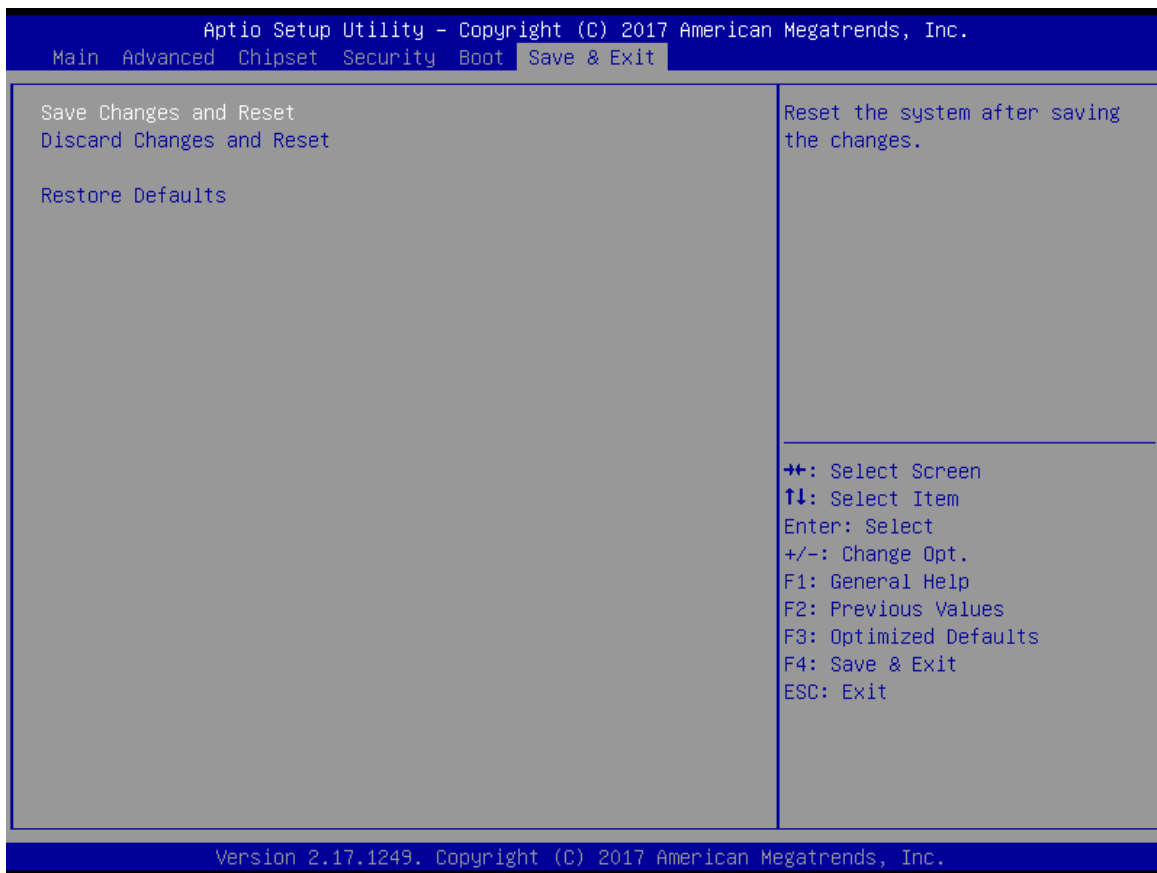 Aptio Setup Utility – Copyright (C) 2017 American Megatrends, Inc.
Main Advanced Chipset Security Boot Save & Exit
Save Changes and Reset
Discard Changes and Reset
Restore Defaults
Reset the system after saving
the changes.
→←: Select Screen
↑↓: Select Item
Enter: Select
+/–: Change Opt.
F1: General Help
F2: Previous Values
F3: Optimized Defaults
F4: Save & Exit
ESC: Exit
Version 2.17.1249. Copyright (C) 2017 American Megatrends, Inc.